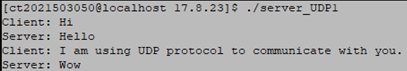 [ct2021503050@localhost 17.8.23]$ ./server_UDP1
Client: Hi
Server: Hello
Client: I am using UDP protocol to communicate with you.
Server: Wow